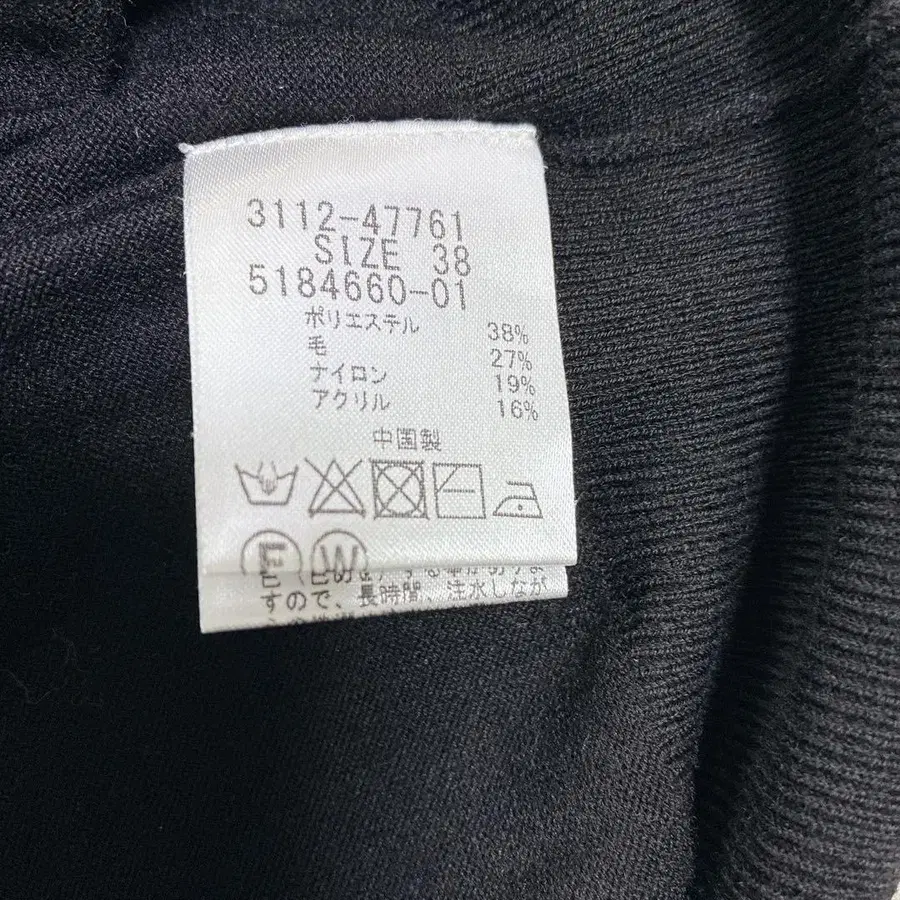 3112-47761
SIZE 38
5184660-01
ポリエステル 38%
毛 27%
ナイロン 19%
アクリル 16%
中国製
F W
すので、長時間、注水しなが